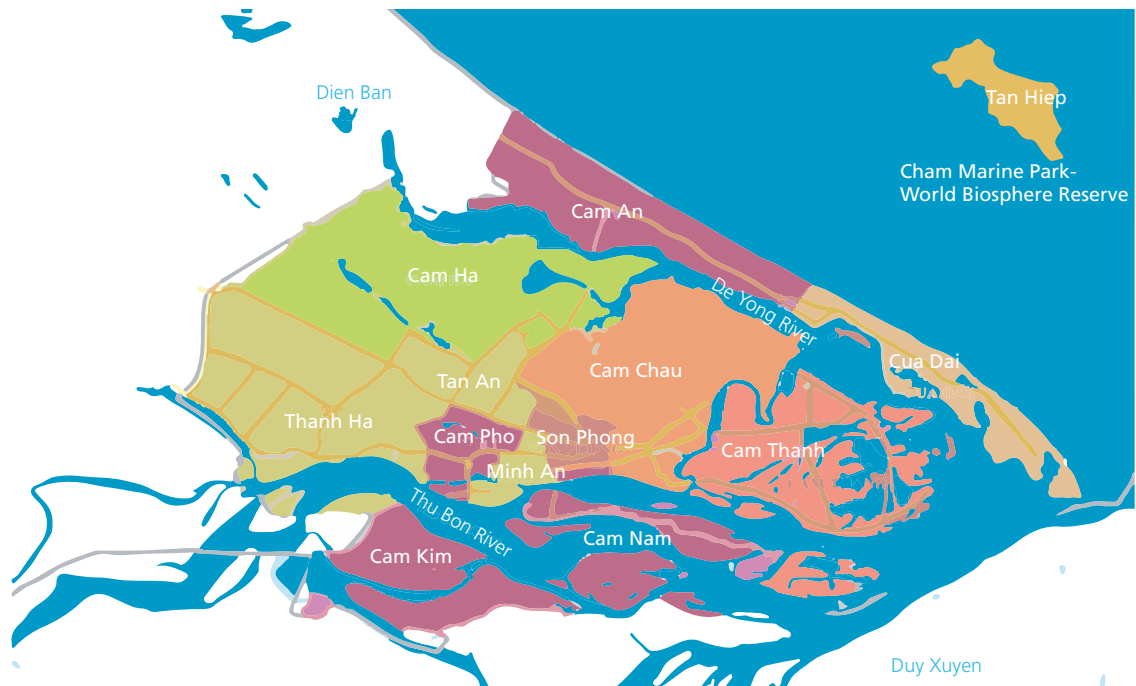 Dien Ban
Tan Hiep
Cham Marine Park-
World Biosphere Reserve
Cam An
Cam Ha
De Yong River
Cua Dai
Cam Chau
Tan An
Thanh Ha
Cam Pho
Son Phong
Cam Thanh
Minh An
Thu Bon River
Cam Nam
Cam Kim
Duy Xuyen